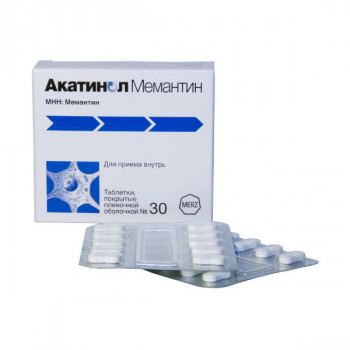 Акатинол Мемантин
МНН: Мемантин
Для приема внутрь
Таблетки,
покрытые
пленочной
оболочкой № 30
MERZ